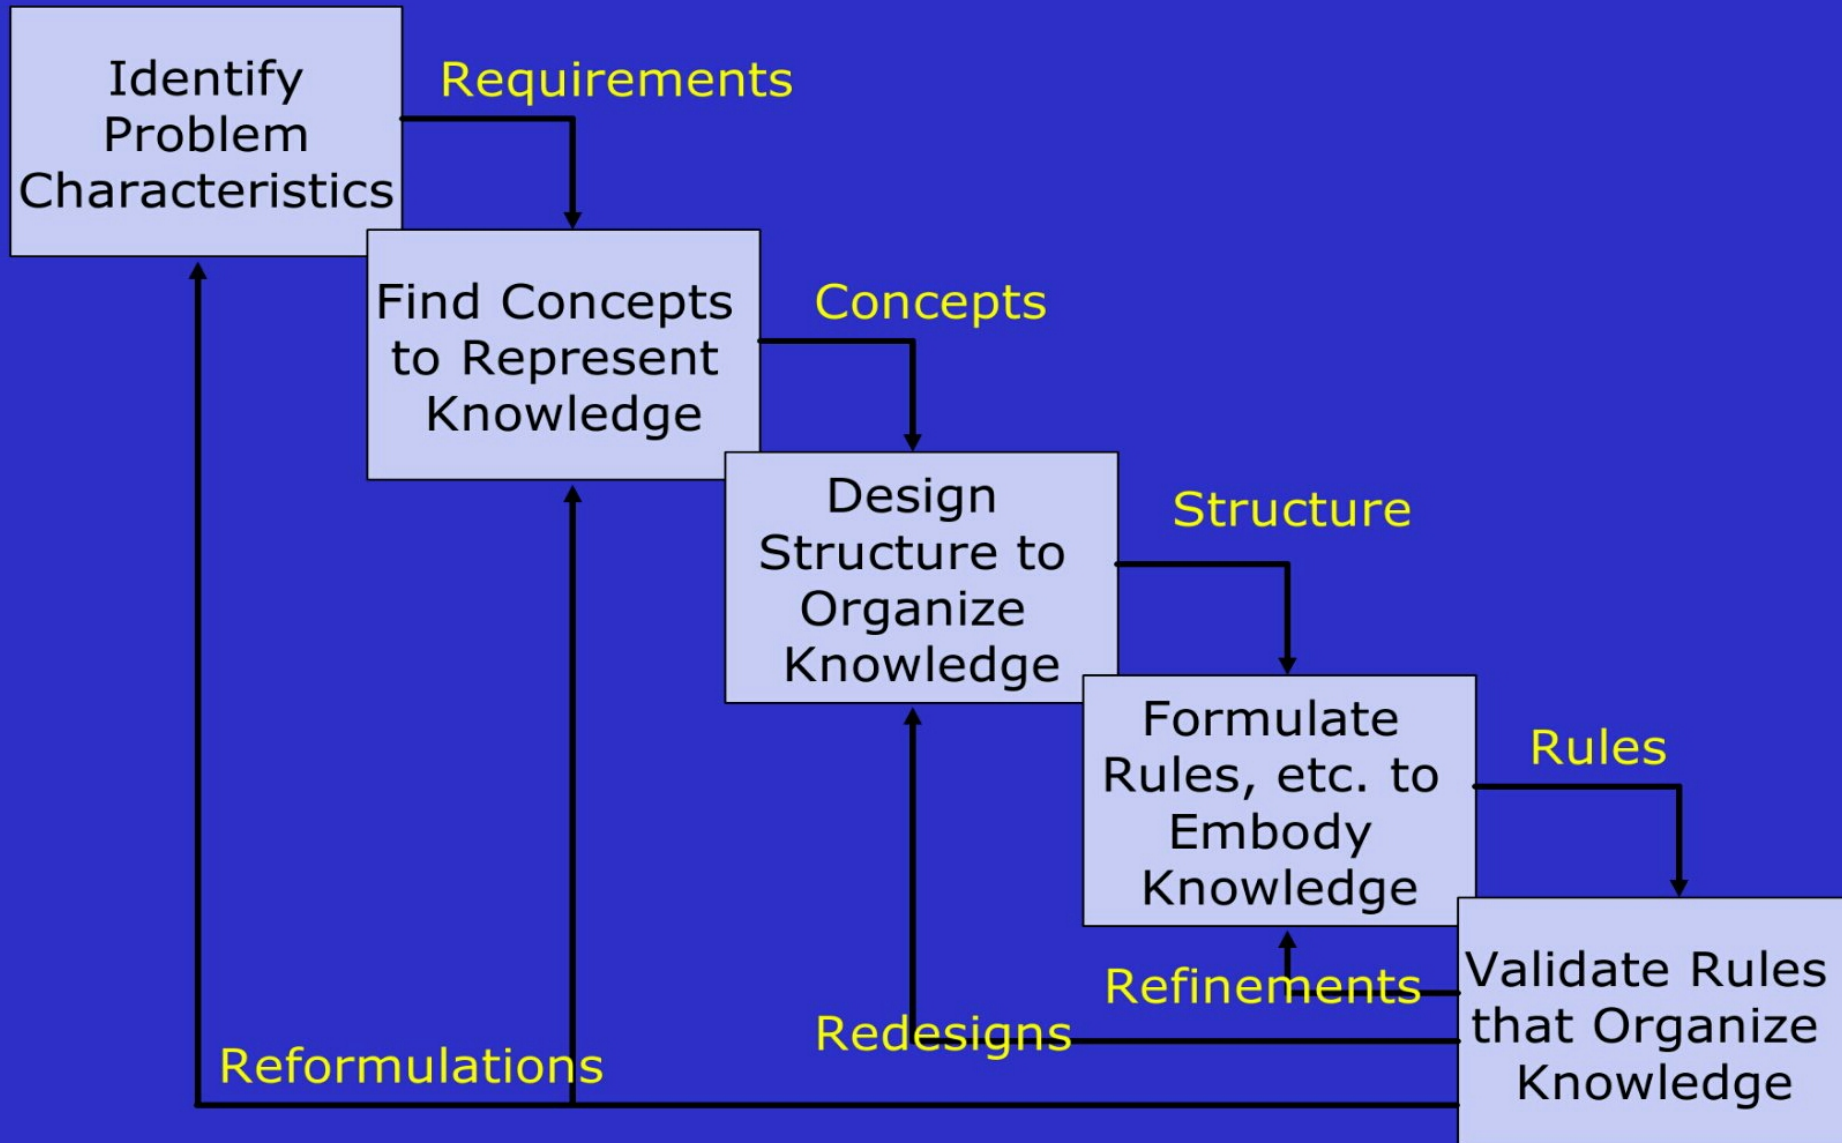 Identify
Problem
Characteristics
Requirements
Find Concepts
to Represent
Knowledge
Concepts
Design
Structure to
Organize
Knowledge
Structure
Formulate
Rules, etc. to
Embody
Knowledge
Rules
Validate Rules
that Organize
Knowledge
Refinements
Redesigns
Reformulations